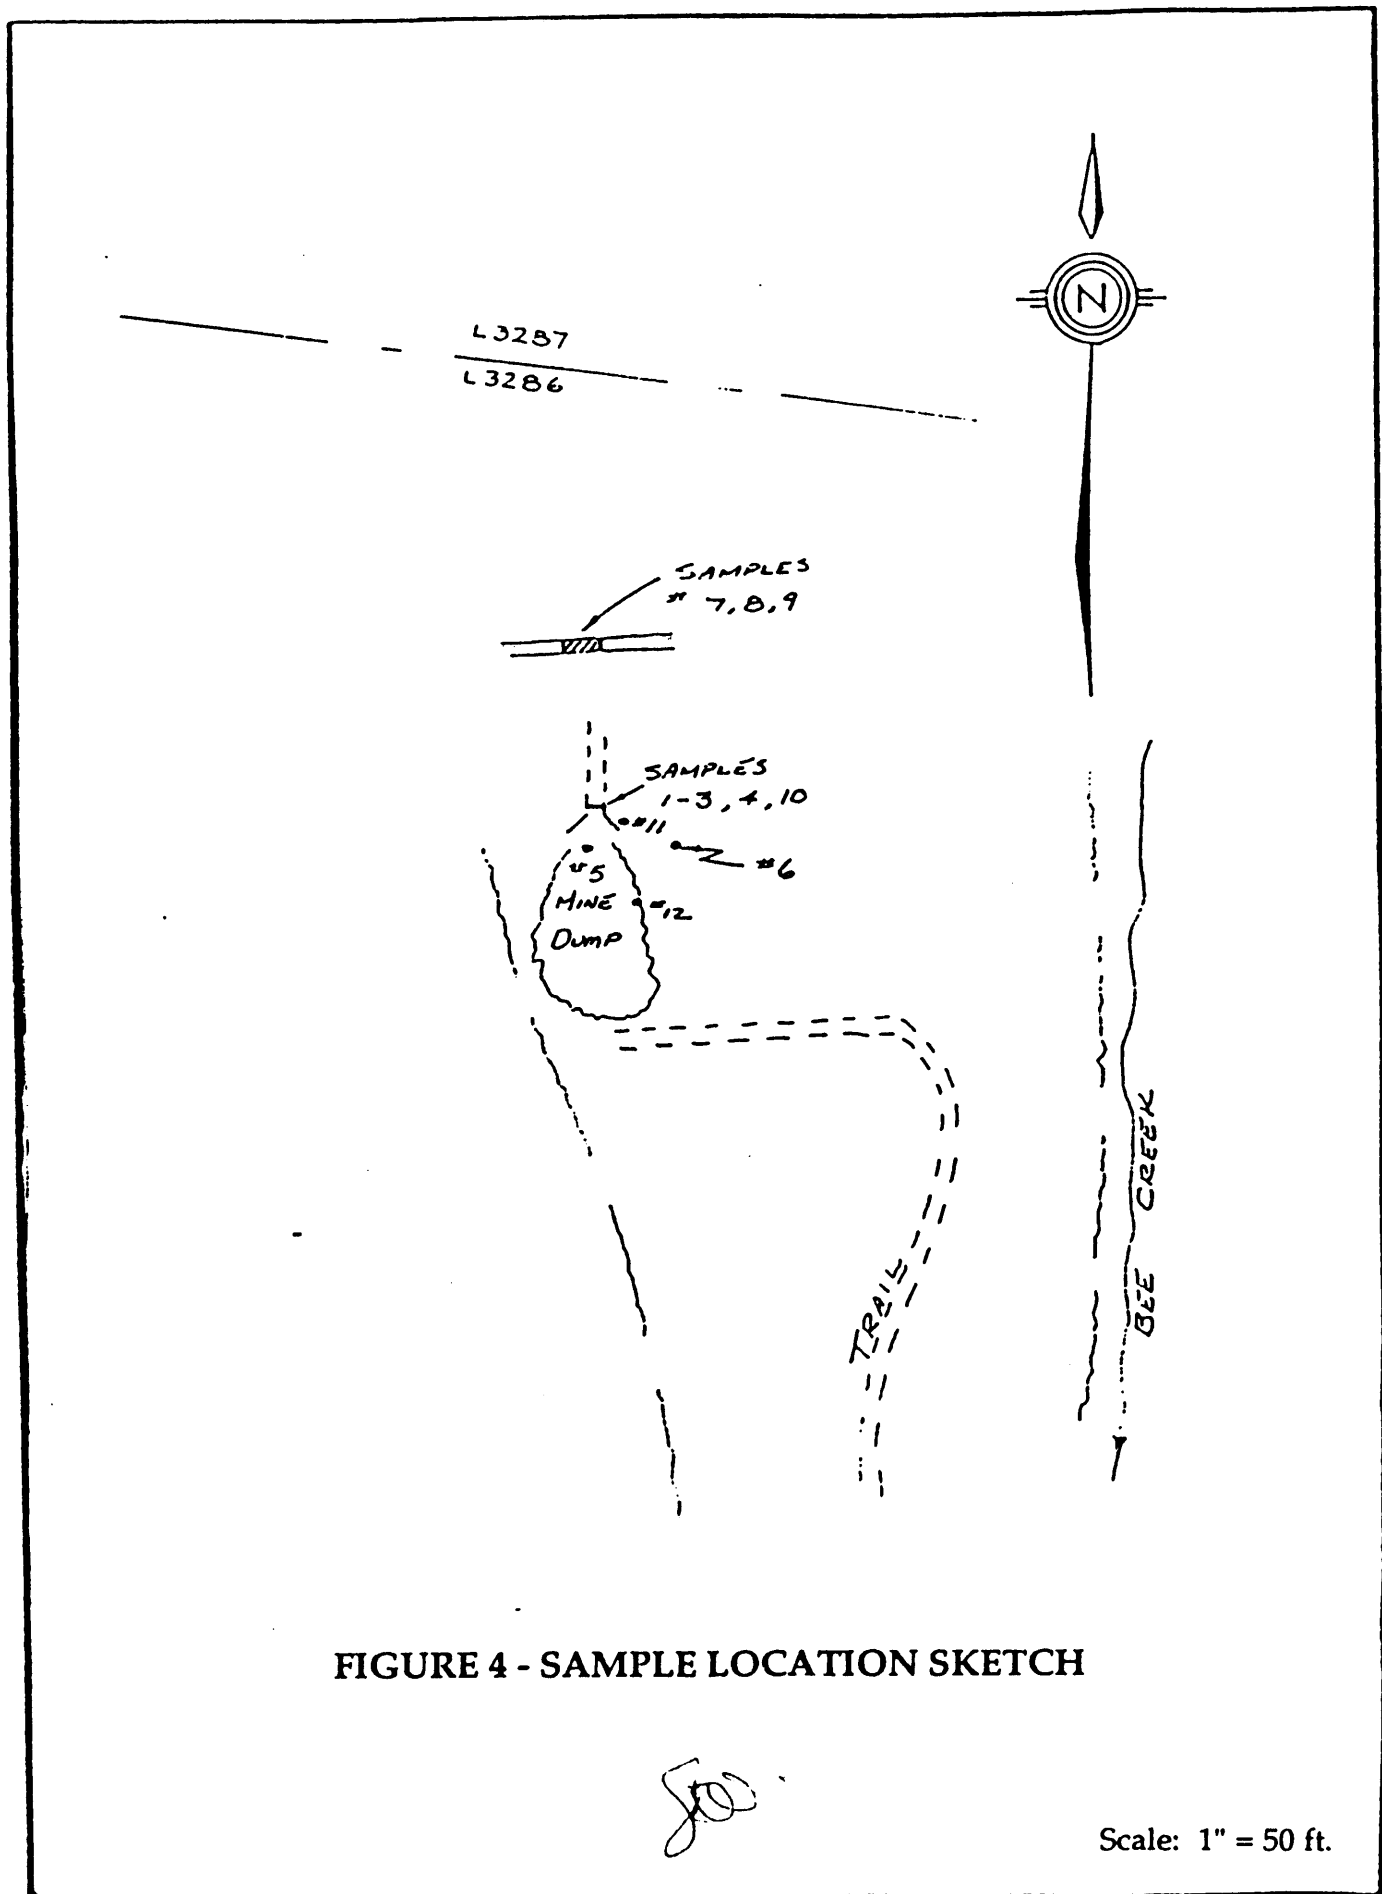 N
L3287
L3286
SAMPLES
# 7, 8, 9
SAMPLES
1-3, 4, 10
#11
#6
#5
MINE
#12
DUMP
TRAIL
BEE CREEK
FIGURE 4 - SAMPLE LOCATION SKETCH
Scale: 1" = 50 ft.